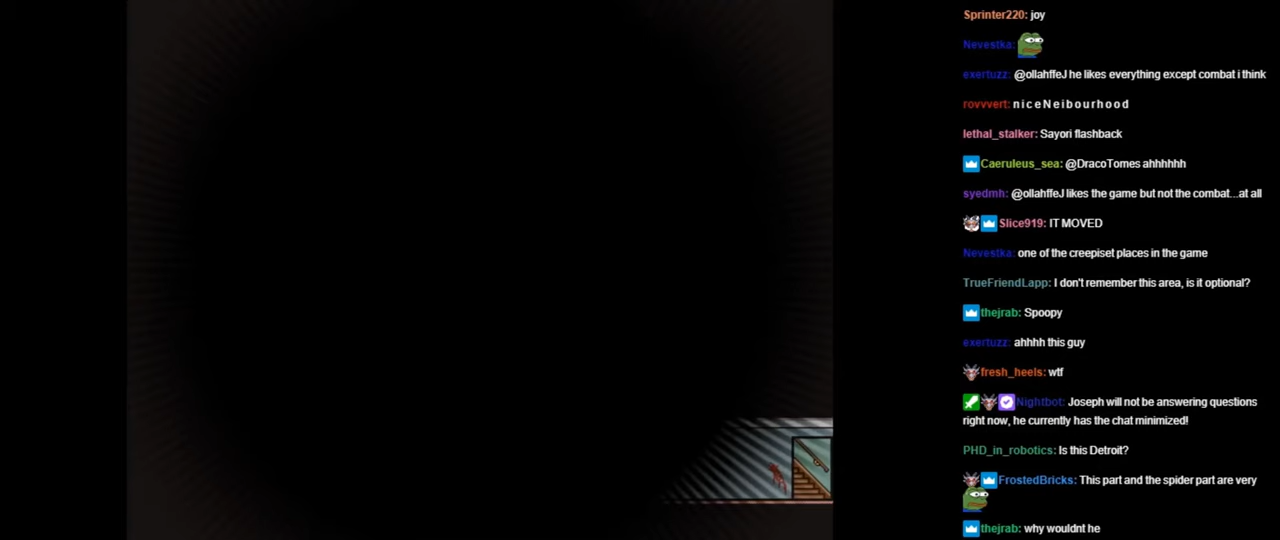 Sprinter220: joy
Nevestka:
exertuzz: @ollahffeJ he likes everything except combat i think
rovvvert: n i c e N e i b o u r h o o d
lethal_stalker: Sayori flashback
Caeruleus_sea: @DracoTomes ahhhhhh
syedmh: @ollahffeJ likes the game but not the combat...at all
Slice919: IT MOVED
Nevestka: one of the creepiset places in the game
TrueFriendLapp: I don't remember this area, is it optional?
thejrab: Spoopy
exertuzz: ahhhh this guy
fresh_heels: wtf
Nightbot: Joseph will not be answering questions
right now, he currently has the chat minimized!
PHD_in_robotics: Is this Detroit?
FrostedBricks: This part and the spider part are very
thejrab: why wouldnt he